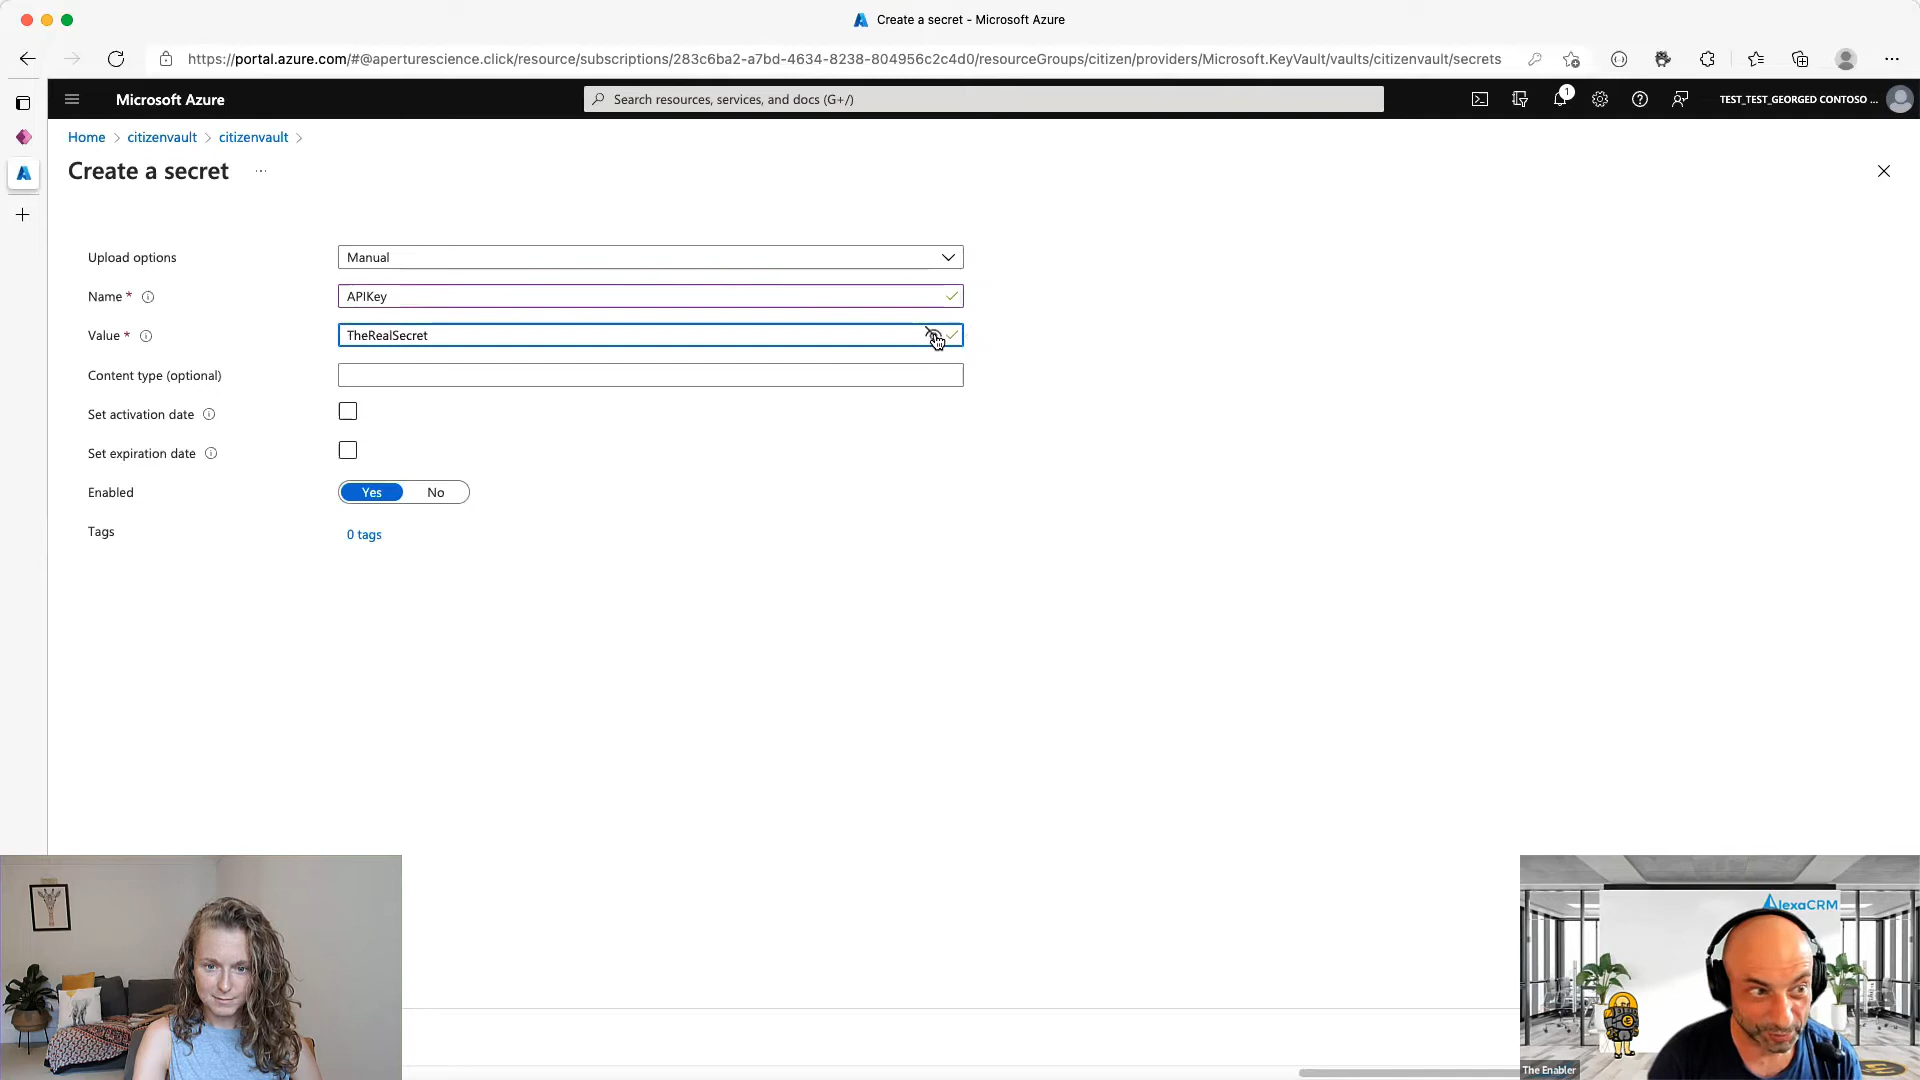 Create a secret - Microsoft Azure
https://portal.azure.com/#@aperturescience.click/resource/subscriptions/283c6ba2-a7bd-4634-8238-804956c2c4d0/resourceGroups/citizen/providers/Microsoft.KeyVault/vaults/citizenvault/secrets
Microsoft Azure
Search resources, services, and docs (G+/)
1
TEST_TEST_GEORGED CONTOSO ...
Home > citizenvault > citizenvault >
Create a secret ...
Upload options
Manual
Name *
APIKey
Value *
TheRealSecret
Content type (optional)
Set activation date
Set expiration date
Enabled
Yes No
Tags
0 tags
lexaCRM
The Enabler